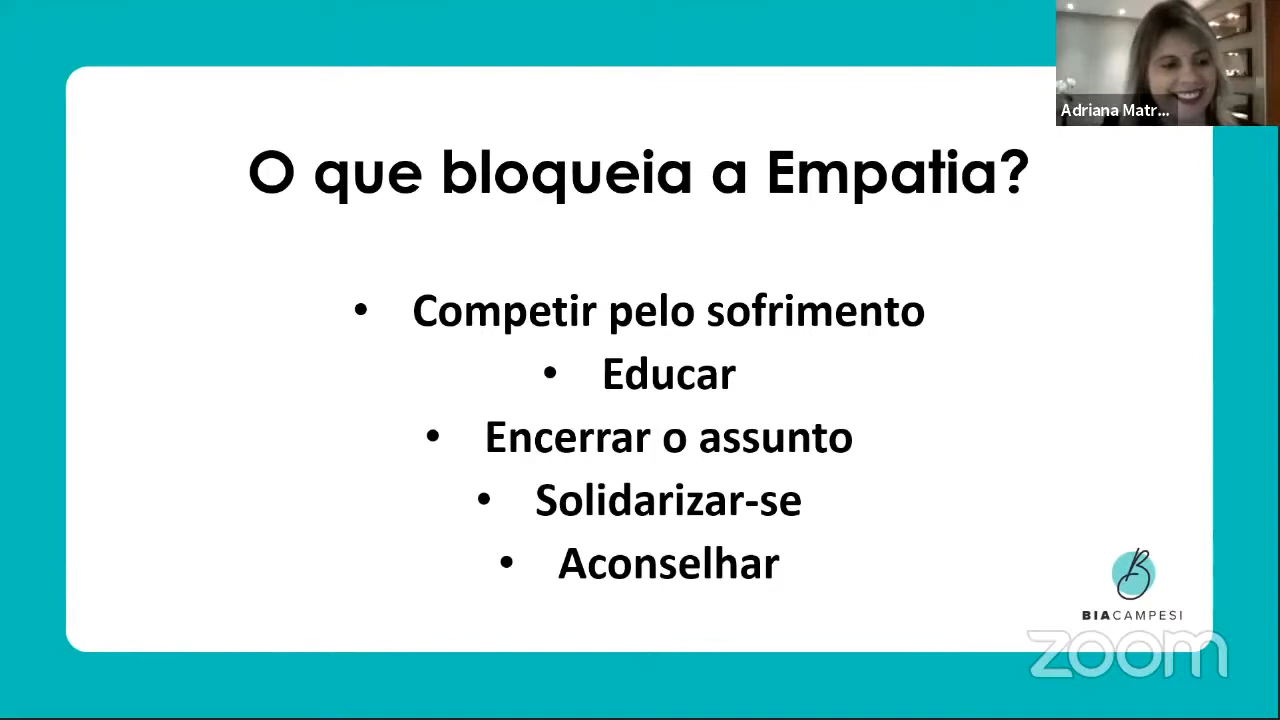 Adriana Matr...
O que bloqueia a Empatia?
• Competir pelo sofrimento
• Educar
• Encerrar o assunto
• Solidarizar-se
• Aconselhar
B
BIACAMPESI
zoom